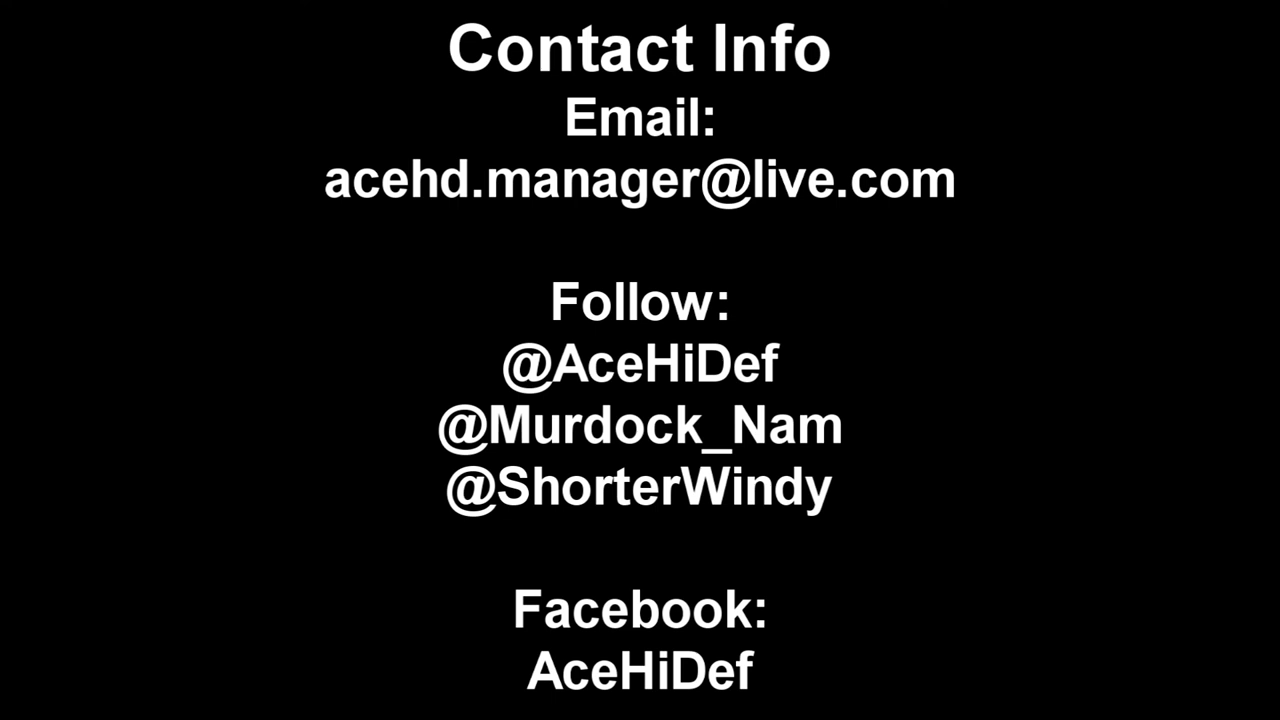 Contact Info
Email:
acehd.manager@live.com
Follow:
@AceHiDef
@Murdock_Nam
@ShorterWindy
Facebook:
AceHiDef